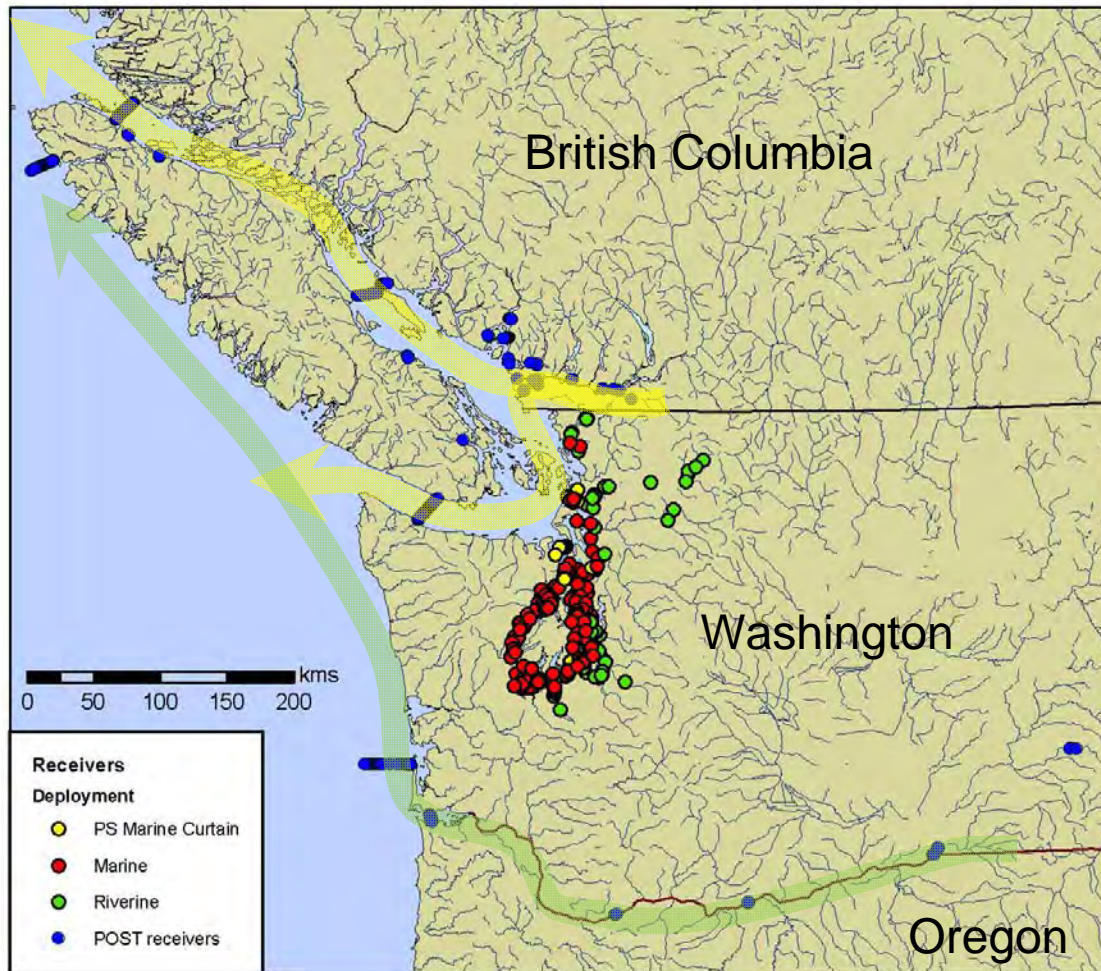 British Columbia
Washington
kms
0 50 100 150 200
Receivers
Deployment
PS Marine Curtain
Marine
Riverine
POST receivers
Oregon